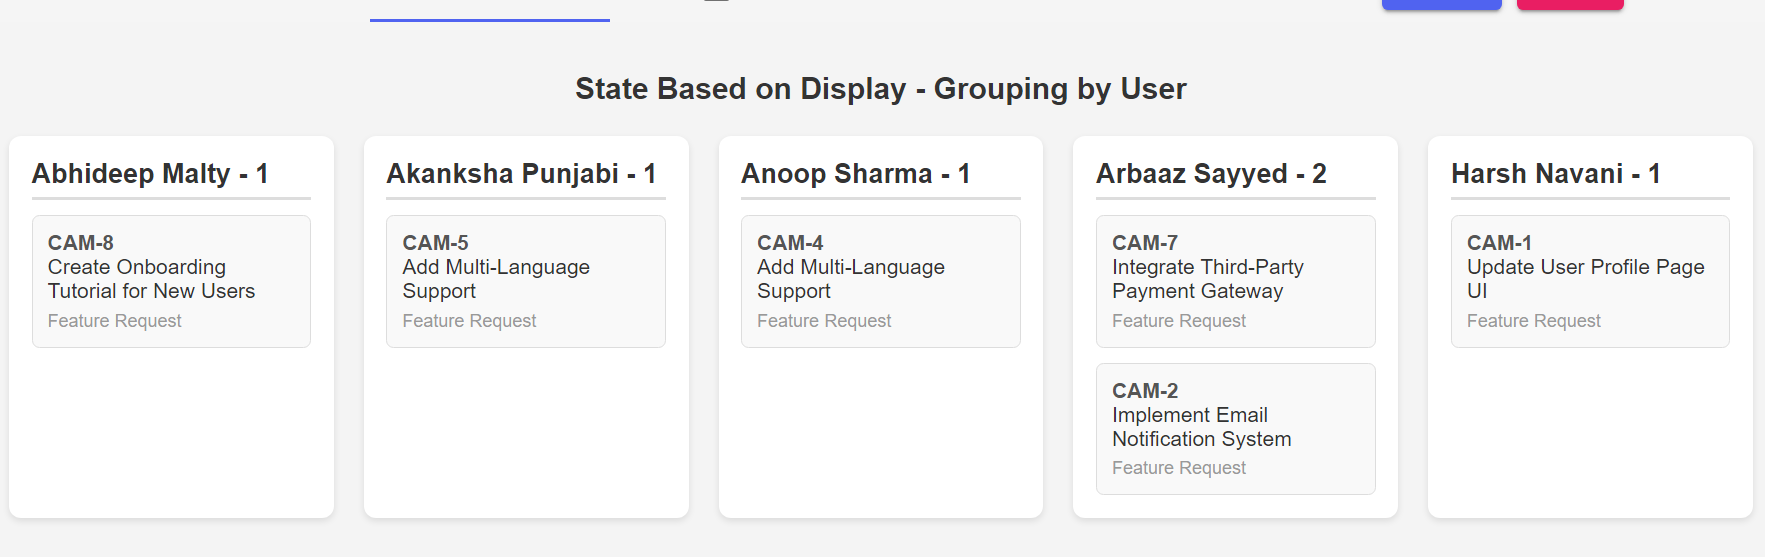 State Based on Display - Grouping by User
Abhideep Malty - 1
CAM-8
Create Onboarding
Tutorial for New Users
Feature Request
Akanksha Punjabi - 1
CAM-5
Add Multi-Language
Support
Feature Request
Anoop Sharma - 1
CAM-4
Add Multi-Language
Support
Feature Request
Arbaaz Sayyed - 2
CAM-7
Integrate Third-Party
Payment Gateway
Feature Request
CAM-2
Implement Email
Notification System
Feature Request
Harsh Navani - 1
CAM-1
Update User Profile Page
UI
Feature Request